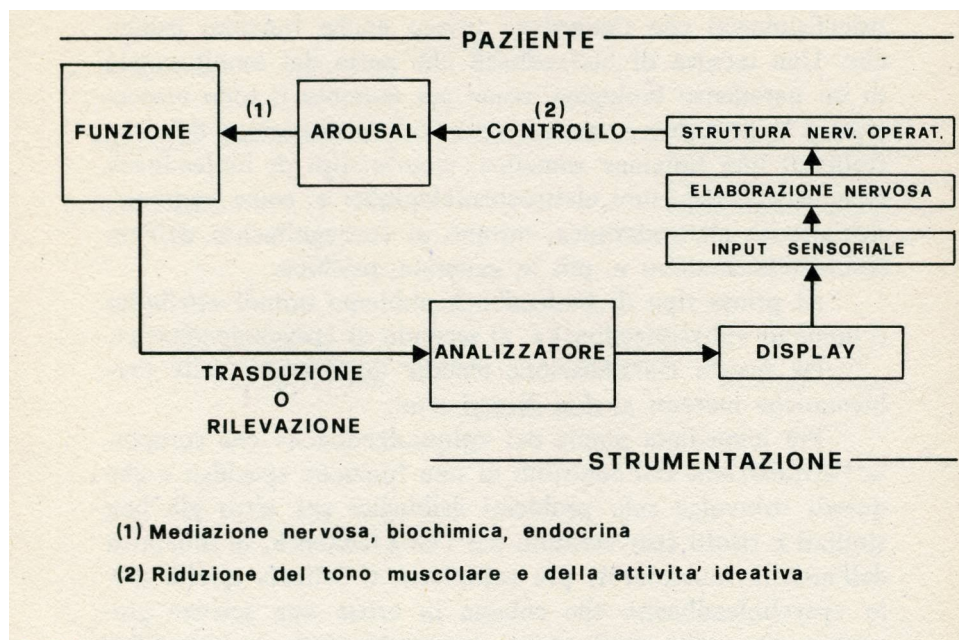 PAZIENTE
(1)
(2)
FUNZIONE
AROUSAL
CONTROLLO
STRUTTURA NERV. OPERAT.
ELABORAZIONE NERVOSA
INPUT SENSORIALE
ANALIZZATORE
DISPLAY
TRASDUZIONE
O
RILEVAZIONE
STRUMENTAZIONE
(1) Mediazione nervosa, biochimica, endocrina
(2) Riduzione del tono muscolare e della attivita' ideativa